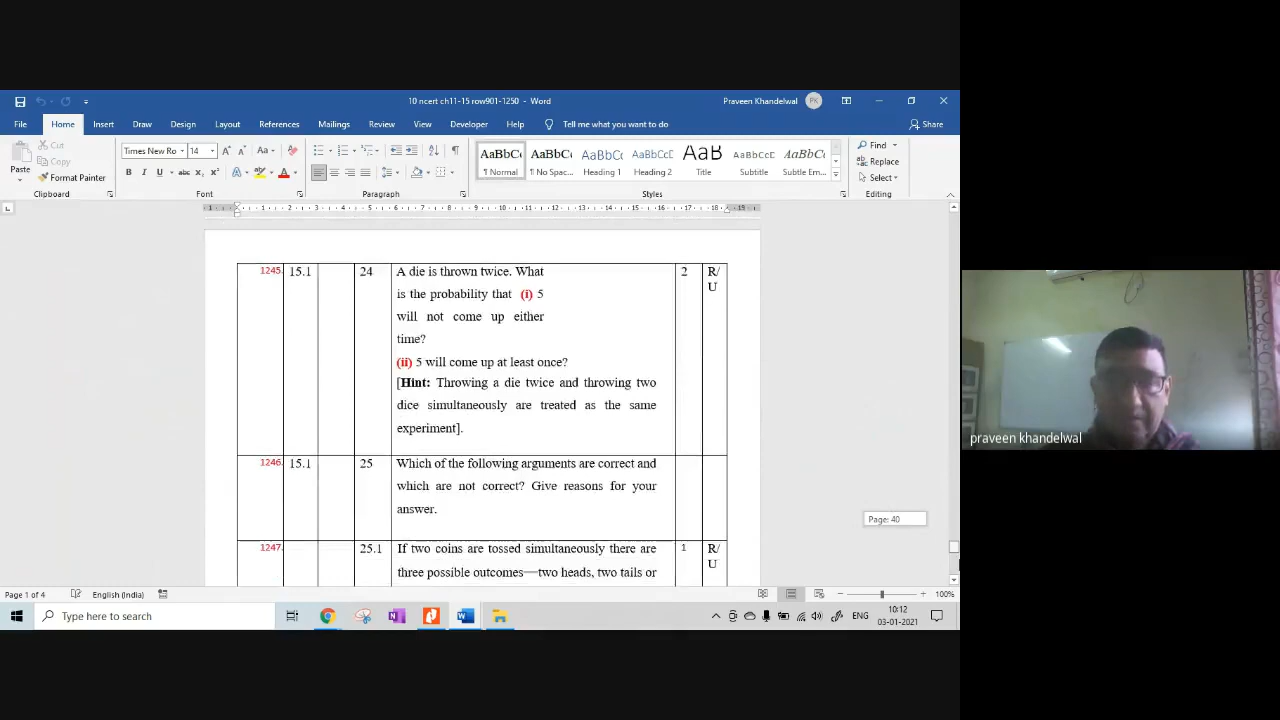 10 ncert ch11-15 row901-1250 - Word
Praveen Khandelwal
PK
File Home Insert Draw Design Layout References Mailings Review View Developer Help Tell me what you want to do Share
Paste
Cut
Copy
Format Painter
Clipboard
Times New Ro 14
Font
Paragraph
AaBbCc
¶ Normal
AaBbCc
¶ No Spac...
AaBbCc
Heading 1
AaBbCcC
Heading 2
AaB
Title
AaBbCcD
Subtitle
AaBbCcC
Subtle Em...
Styles
Find
Replace
Select
Editing
1245. 15.1 24 A die is thrown twice. What 2 R/
is the probability that (i) 5 U
will not come up either
time?
(ii) 5 will come up at least once?
[Hint: Throwing a die twice and throwing two
dice simultaneously are treated as the same
experiment].
1246. 15.1 25 Which of the following arguments are correct and
which are not correct? Give reasons for your
answer.
1247. 25.1 If two coins are tossed simultaneously there are 1 R/
three possible outcomes—two heads, two tails or U
Page: 40
praveen khandelwal
Page 1 of 4 English (India) 100%
Type here to search
ENG
10:12
03-01-2021